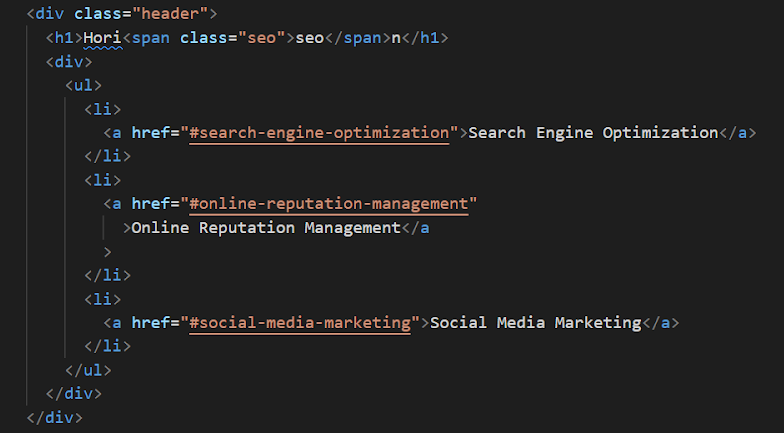 <div class="header">
<h1>Hori<span class="seo">seo</span>n</h1>
<div>
<ul>
<li>
<a href="#search-engine-optimization">Search Engine Optimization</a>
</li>
<li>
<a href="#online-reputation-management"
>Online Reputation Management</a
>
</li>
<li>
<a href="#social-media-marketing">Social Media Marketing</a>
</li>
</ul>
</div>
</div>